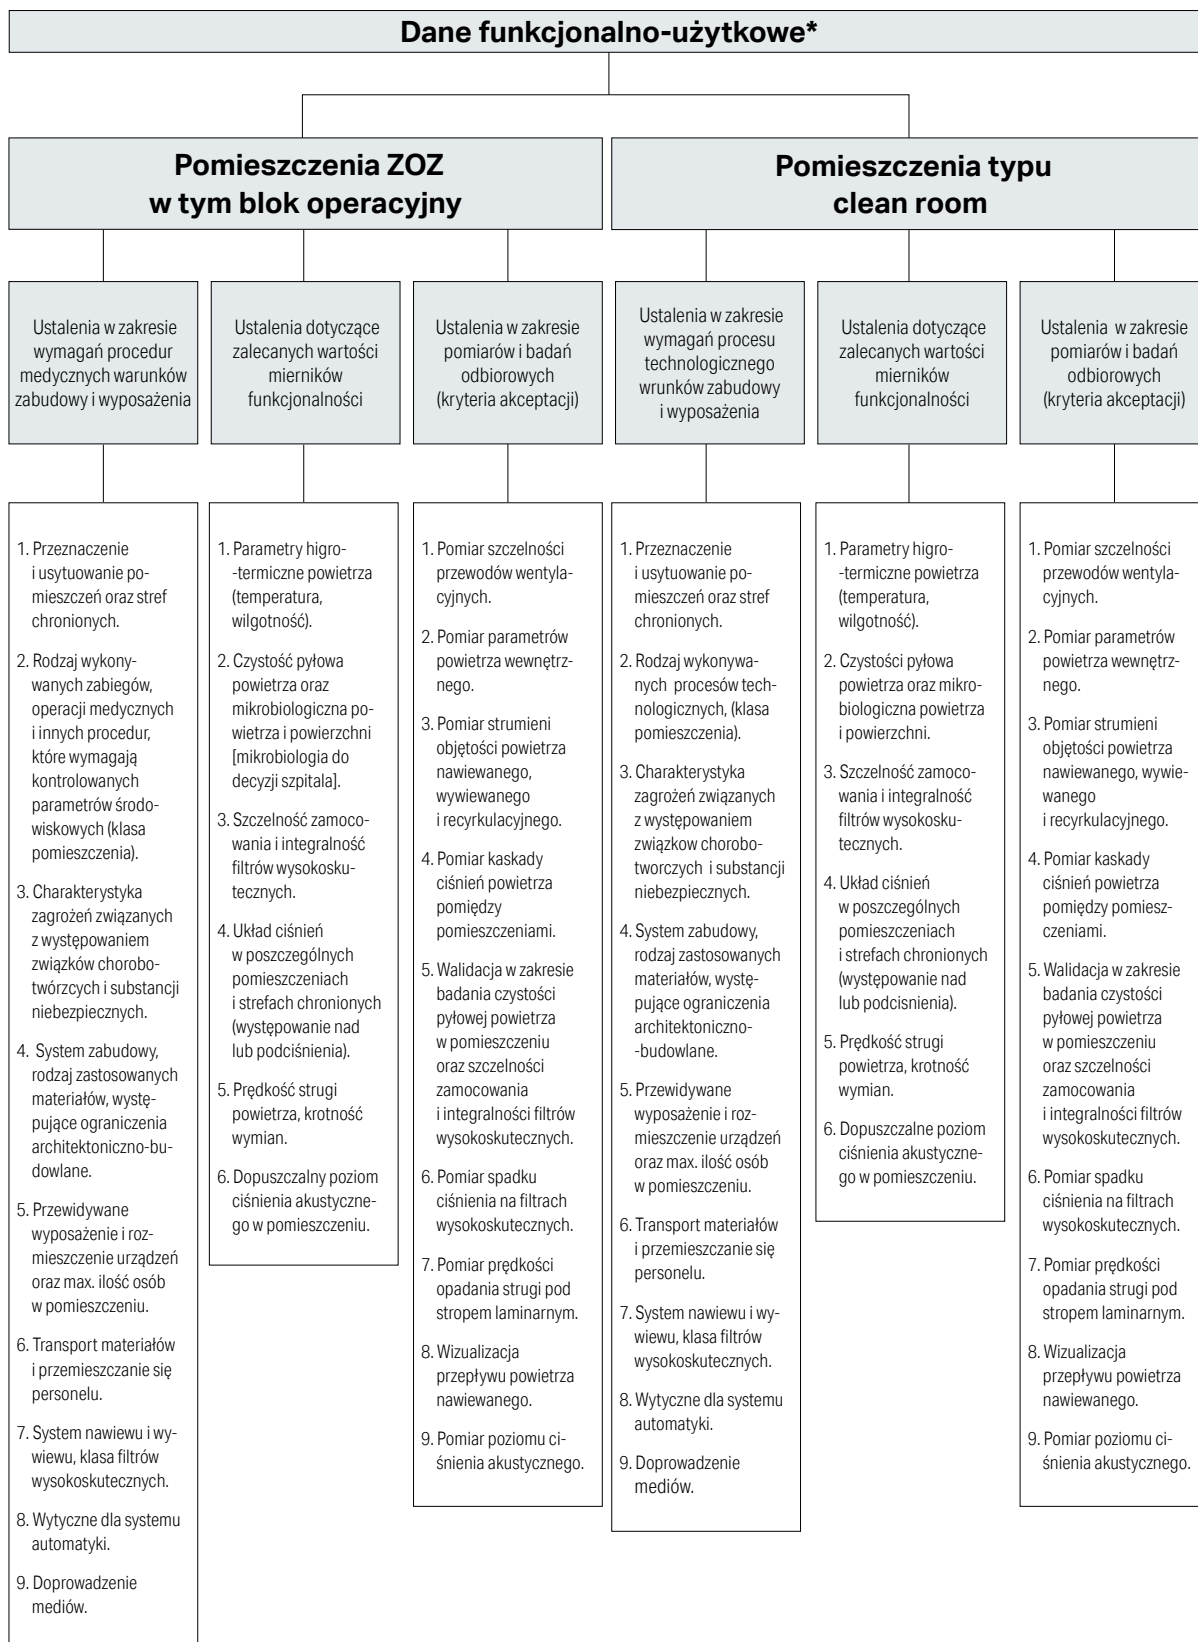 Dane funkcjonalno-użytkowe*
Pomieszczenia ZOZ
w tym blok operacyjny
Pomieszczenia typu
clean room
Ustalenia w zakresie
wymagań procedur
medycznych warunków
zabudowy i wyposażenia
Ustalenia dotyczące
zalecanych wartości
mierników
funkcjonalności
Ustalenia w zakresie
pomiarów i badań
odbiorowych
(kryteria akceptacji)
Ustalenia w zakresie
wymagań procesu
technologicznego
wrunków zabudowy
i wyposażenia
Ustalenia dotyczące
zalecanych wartości
mierników
funkcjonalności
Ustalenia w zakresie
pomiarów i badań
odbiorowych
(kryteria akceptacji)
1. Przeznaczenie
i usytuowanie po-
mieszczeń oraz stref
chronionych.
2. Rodzaj wykony-
wanych zabiegów,
operacji medycznych
i innych procedur,
które wymagają
kontrolowanych
parametrów środo-
wiskowych (klasa
pomieszczenia).
3. Charakterystyka
zagrożeń związanych
z występowaniem
związków chorobo-
twórzcych i substancji
niebezpiecznych.
4. System zabudowy,
rodzaj zastosowanych
materiałów, wystę-
pujące ograniczenia
architektoniczno-bu-
dowlane.
5. Przewidywane
wyposażenie i roz-
mieszczenie urządzeń
oraz max. ilość osób
w pomieszczeniu.
6. Transport materiałów
i przemieszczanie się
personelu.
7. System nawiewu i wy-
wiewu, klasa filtrów
wysokoskutecznych.
8. Wytyczne dla systemu
automatyki.
9. Doprowadzenie
mediów.
1. Parametry higro-
-termiczne powietrza
(temperatura,
wilgotność).
2. Czystość pyłowa
powietrza oraz
mikrobiologiczna po-
wietrza i powierzchni
[mikrobiologia do
decyzji szpitala].
3. Szczelność zamoco-
wania i integralność
filtrów wysokosku-
tecznych.
4. Układ ciśnień
w poszczególnych
pomieszczeniach
i strefach chronionych
(występowanie nad
lub podciśnienia).
5. Prędkość strugi
powietrza, krotność
wymian.
6. Dopuszczalny poziom
ciśnienia akustyczne-
go w pomieszczeniu.
1. Pomiar szczelności
przewodów wentyla-
cyjnych.
2. Pomiar parametrów
powietrza wewnętrz-
nego.
3. Pomiar strumieni
objętości powietrza
nawiewanego,
wywiewanego
i recyrkulacyjnego.
4. Pomiar kaskady
ciśnień powietrza
pomiędzy
pomieszczeniami.
5. Walidacja w zakresie
badania czystości
pyłowej powietrza
w pomieszczeniu
oraz szczelności
zamocowania
i integralności filtrów
wysokoskutecznych.
6. Pomiar spadku
ciśnienia na filtrach
wysokoskutecznych.
7. Pomiar prędkości
opadania strugi pod
stropem laminarnym.
8. Wizualizacja
przepływu powietrza
nawiewanego.
9. Pomiar poziomu ci-
śnienia akustycznego.
1. Przeznaczenie
i usytuowanie po-
mieszczeń oraz stref
chronionych.
2. Rodzaj wykonywa-
nych procesów tech-
nologicznych, (klasa
pomieszczenia).
3. Charakterystyka
zagrożeń związanych
z występowaniem
związkow chorobo-
tworczych i substancji
niebezpiecznych.
4. System zabudowy,
rodzaj zastosowanych
materiałów, wystę-
pujące ograniczenia
architektoniczno-
-budowlane.
5. Przewidywane
wyposażenie i roz-
mieszczenie urządzeń
oraz max. ilość osób
w pomieszczeniu.
6. Transport materiałów
i przemieszczanie się
personelu.
7. System nawiewu i wy-
wiewu, klasa filtrów
wysokoskutecznych.
8. Wytyczne dla systemu
automatyki.
9. Doprowadzenie
mediów.
1. Parametry higro-
-termiczne powietrza
(temperatura,
wilgotność).
2. Czystości pyłowa
powietrza oraz mikro-
biologiczna powietrza
i powierzchni.
3. Szczelność zamoco-
wania i integralność
filtrów wysokosku-
tecznych.
4. Układ ciśnień
w poszczególnych
pomieszczeniach
i strefach chronionych
(występowanie nad
lub podcisnienia).
5. Prędkość strugi
powietrza, krotność
wymian.
6. Dopuszczalne poziom
ciśnienia akustyczne-
go w pomieszczeniu.
1. Pomiar szczelności
przewodów wentyla-
cyjnych.
2. Pomiar parametrów
powietrza wewnętrz-
nego.
3. Pomiar strumieni
objętości powietrza
nawiewanego, wywie-
wanego
i recyrkulacyjnego.
4. Pomiar kaskady
ciśnień powietrza
pomiędzy pomiesz-
czeniami.
5. Walidacja w zakresie
badania czystości
pyłowej powietrza
w pomieszczeniu
oraz szczelności
zamocowania
i integralności filtrów
wysokoskutecznych.
6. Pomiar spadku
ciśnienia na filtrach
wysokoskutecznych.
7. Pomiar prędkości
opadania strugi pod
stropem laminarnym.
8. Wizualizacja
przepływu powietrza
nawiewanego.
9. Pomiar poziomu ci-
śnienia akustycznego.